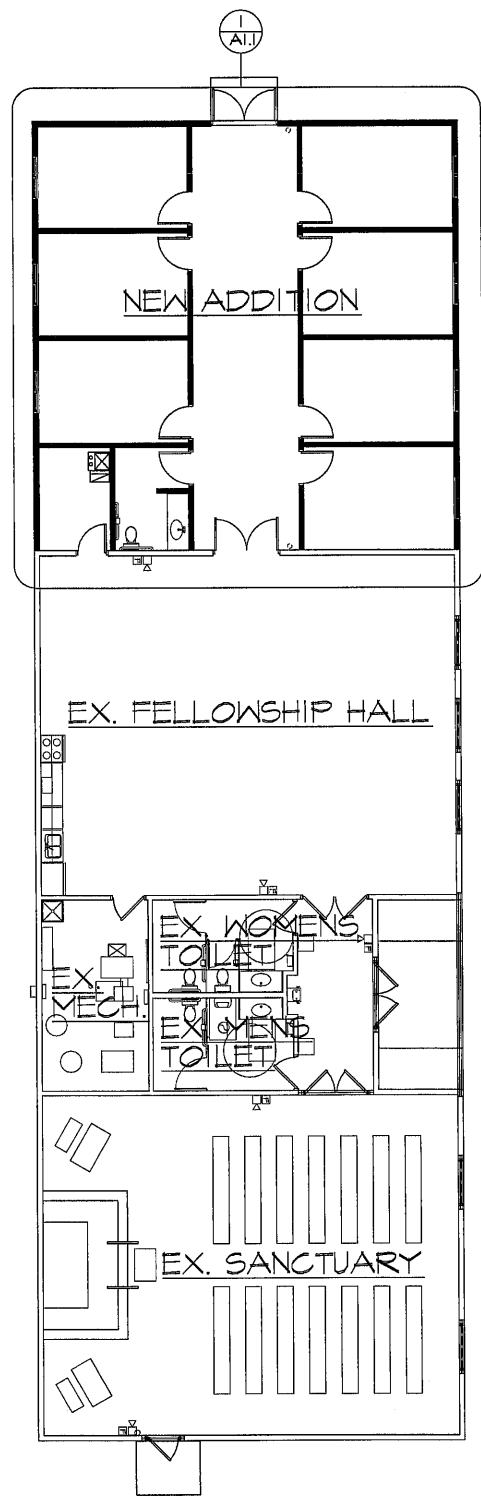 1
A1.1
NEW ADDITION
EX. FELLOWSHIP HALL
EX. WOMENS
TOILET
EX.
MECH.
EX. MENS
TOILET
EX. SANCTUARY